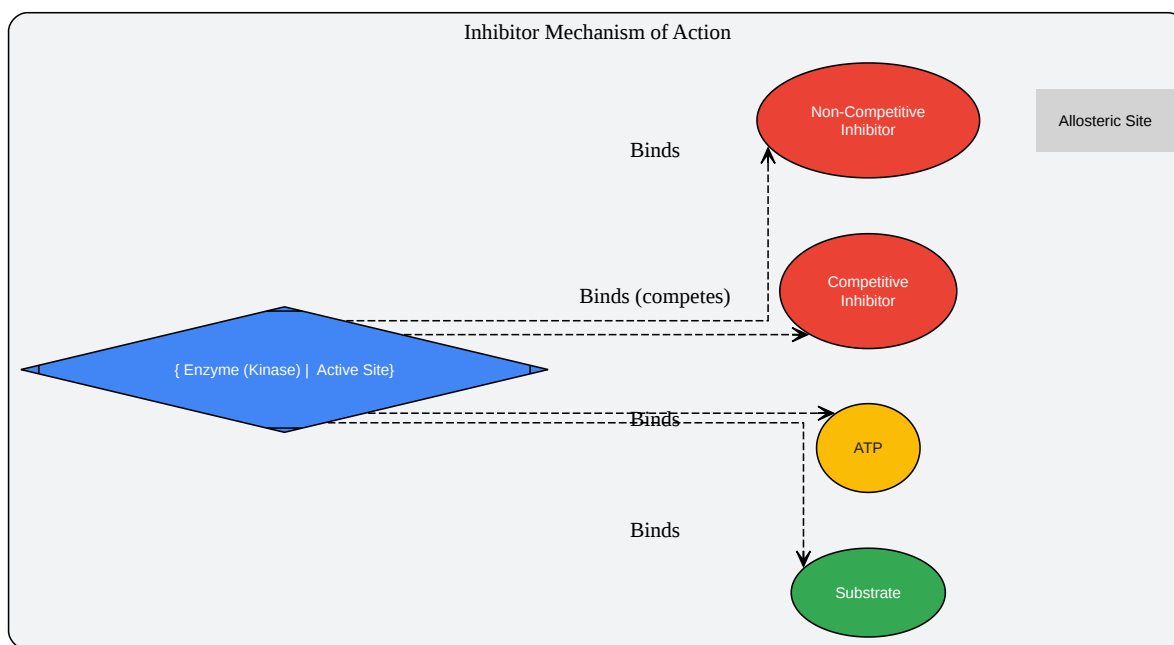 Inhibitor Mechanism of Action
Non-Competitive
Inhibitor
Allosteric Site
Binds
Competitive
Inhibitor
Binds (competes)
{ Enzyme (Kinase) |  Active Site}
Binds
ATP
Binds
Substrate